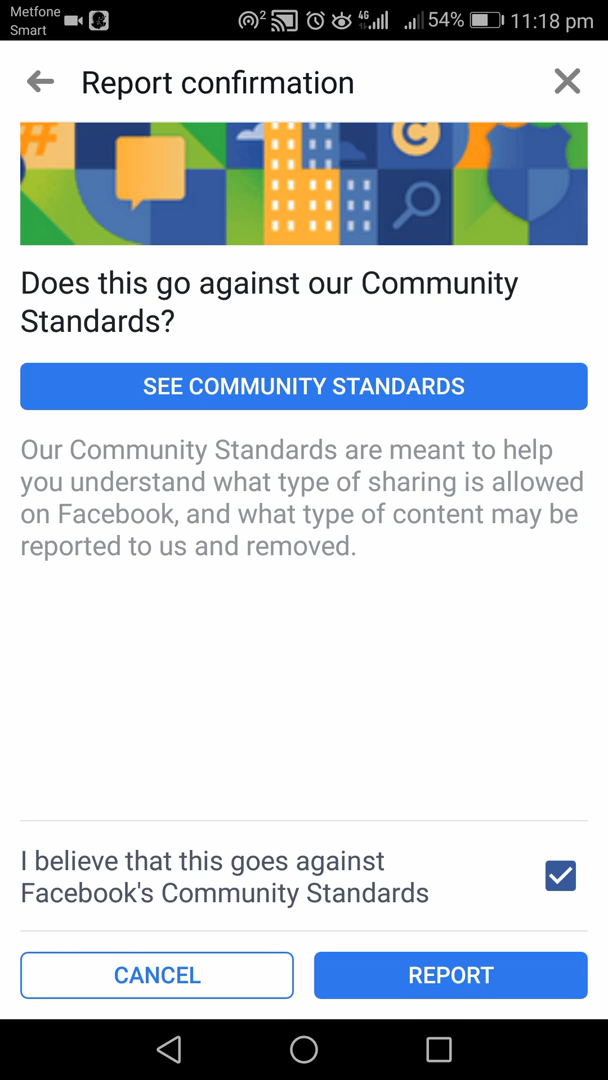 Metfone
Smart
2 4G 54% 11:18 pm
Report confirmation
#
C
Does this go against our Community
Standards?
SEE COMMUNITY STANDARDS
Our Community Standards are meant to help
you understand what type of sharing is allowed
on Facebook, and what type of content may be
reported to us and removed.
I believe that this goes against
Facebook's Community Standards
CANCEL
REPORT